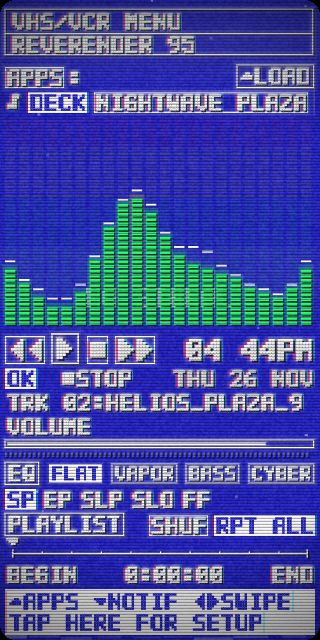 VHS/VCR MENU
REVERENDER 95
APPS: LOAD
DECK NIGHTWAVE PLAZA
04 44PM
OK STOP THU 26 NOV
TRK 02:HELIOS_PLAZA_9
VOLUME
EQ FLAT VAPOR BASS CYBER
SP EP SLP SLO FF
PLAYLIST SHUF RPT ALL
BEGIN 0:00:00 END
APPS NOTIF SWIPE
TAP HERE FOR SETUP